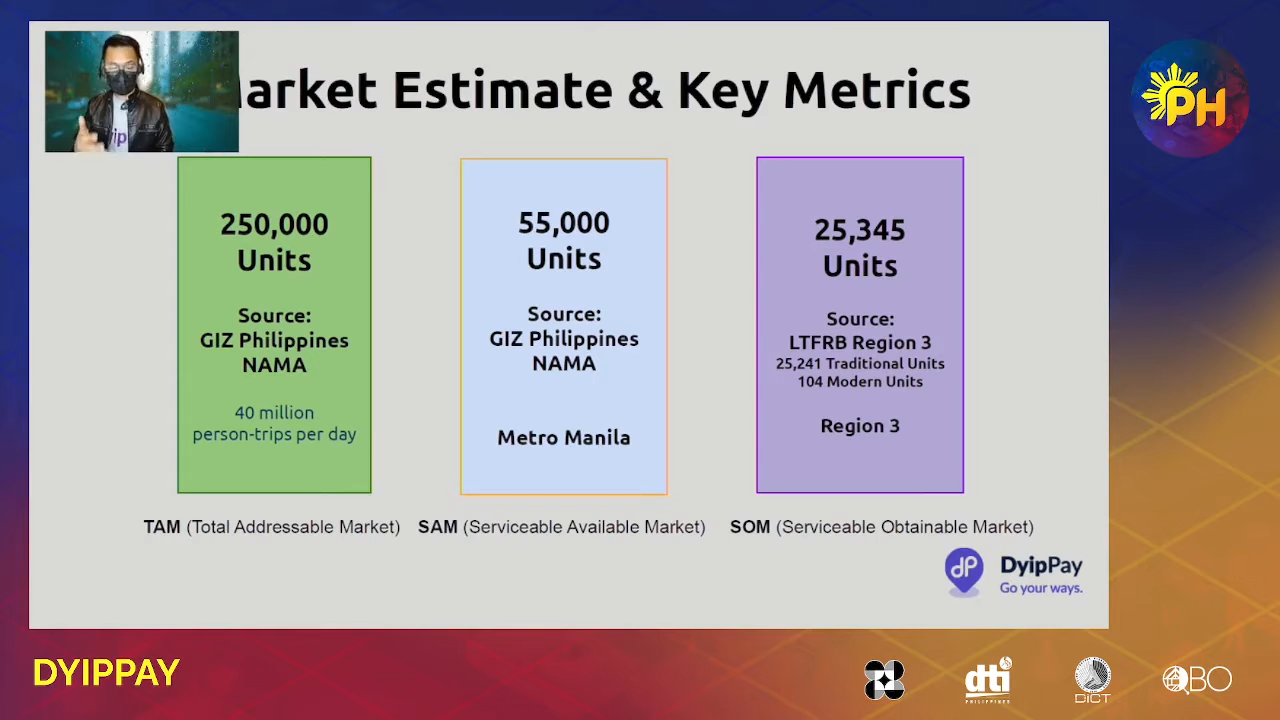 arket Estimate & Key Metrics
PH
250,000
Units
Source:
GIZ Philippines
NAMA
40 million
person-trips per day
55,000
Units
Source:
GIZ Philippines
NAMA
Metro Manila
25,345
Units
Source:
LTFRB Region 3
25,241 Traditional Units
104 Modern Units
Region 3
TAM (Total Addressable Market)
SAM (Serviceable Available Market)
SOM (Serviceable Obtainable Market)
dP
DyipPay
Go your ways.
DYIPPAY
dti
PHILIPPINES
DICT
QBO